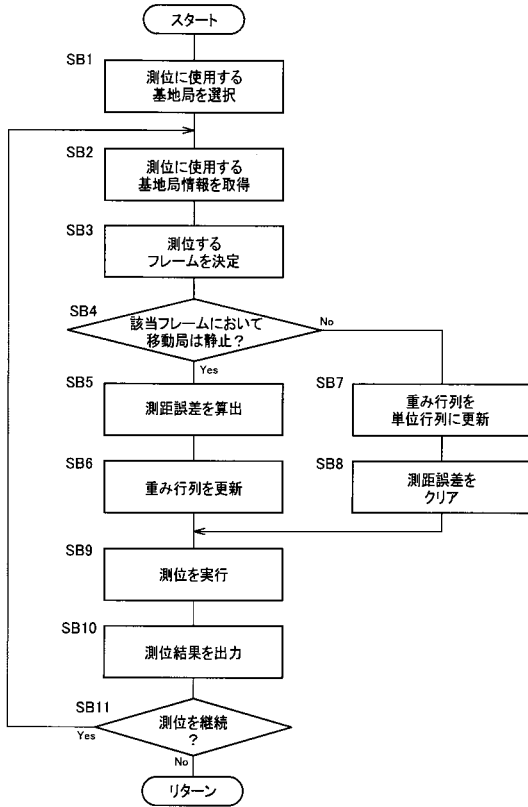 スタート
SB1
測位に使用する
基地局を選択
SB2
測位に使用する
基地局情報を取得
SB3
測位する
フレームを決定
SB4
該当フレームにおいて
移動局は静止？
No
Yes
SB5
測距誤差を算出
SB7
重み行列を
単位行列に更新
SB6
重み行列を更新
SB8
測距誤差を
クリア
SB9
測位を実行
SB10
測位結果を出力
SB11
測位を継続
？
Yes
No
リターン